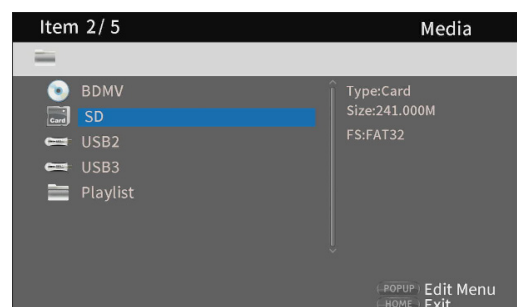 Item 2/ 5
Media
BDMV
Card
SD
USB2
USB3
Playlist
Type:Card
Size:241.000M
FS:FAT32
POPUP Edit Menu
HOME Exit